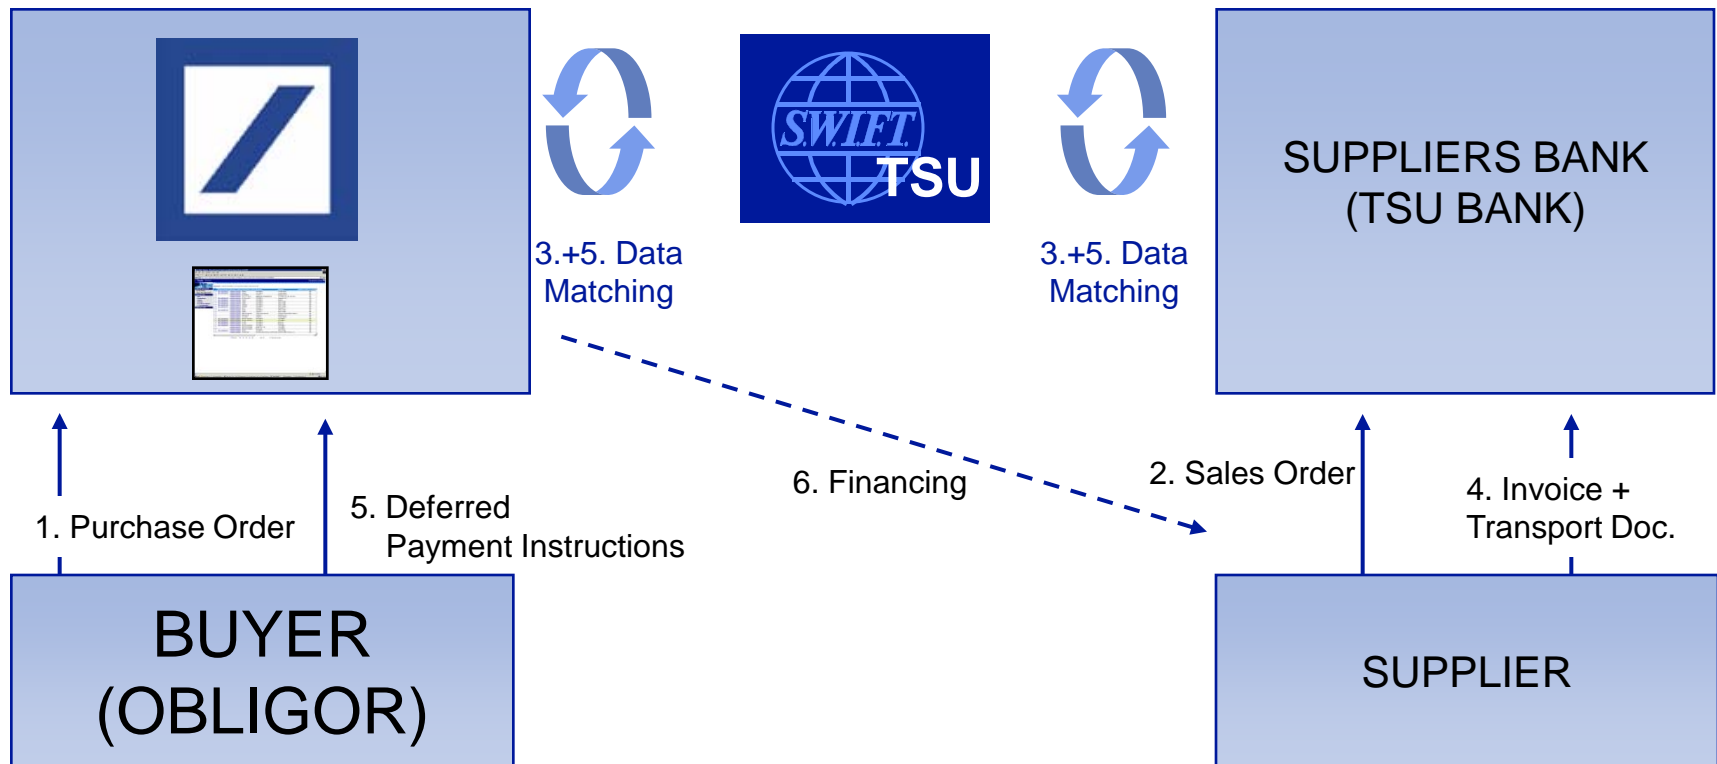 S.W.I.F.T.
TSU
SUPPLIERS BANK
(TSU BANK)
3.+5. Data
Matching
3.+5. Data
Matching
1. Purchase Order
5. Deferred
Payment Instructions
6. Financing
2. Sales Order
4. Invoice +
Transport Doc.
BUYER
(OBLIGOR)
SUPPLIER